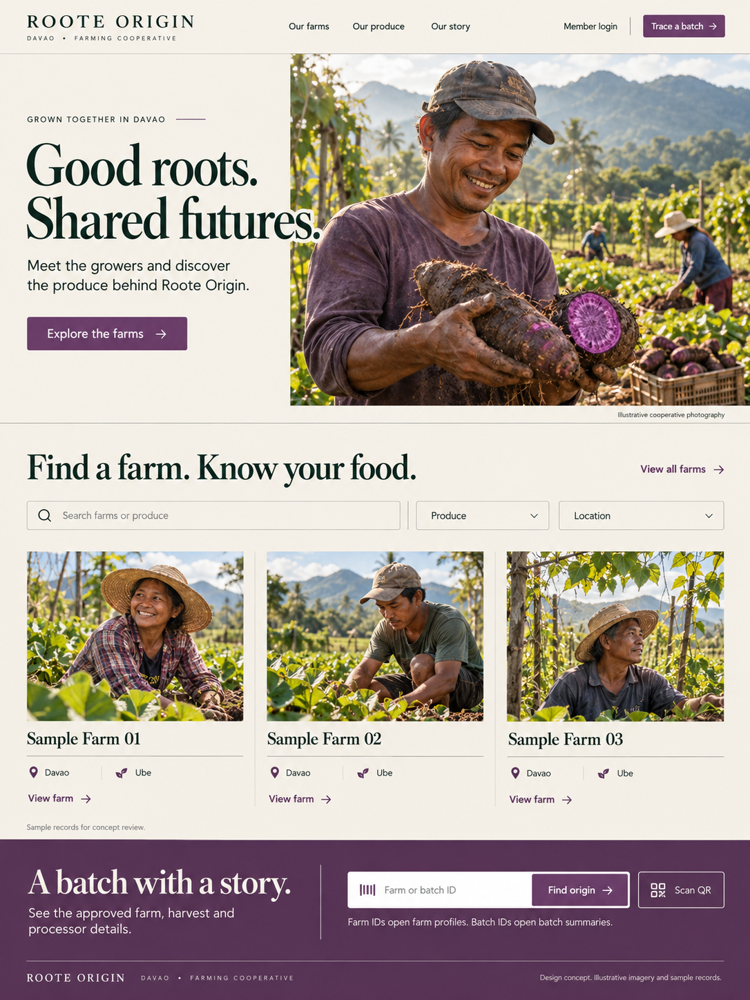 ROOTE ORIGIN
DAVAO • FARMING COOPERATIVE
Our farms
Our produce
Our story
Member login
Trace a batch →
GROWN TOGETHER IN DAVAO
Good roots.
Shared futures.
Meet the growers and discover
the produce behind Roote Origin.
Explore the farms →
Illustrative cooperative photography
Find a farm. Know your food.
View all farms →
Search farms or produce
Produce
Location
Sample Farm 01
Davao
Ube
View farm →
Sample Farm 02
Davao
Ube
View farm →
Sample Farm 03
Davao
Ube
View farm →
Sample records for concept review.
A batch with a story.
See the approved farm, harvest and
processor details.
Farm or batch ID
Find origin →
Scan QR
Farm IDs open farm profiles. Batch IDs open batch summaries.
ROOTE ORIGIN
DAVAO • FARMING COOPERATIVE
Design concept. Illustrative imagery and sample records.